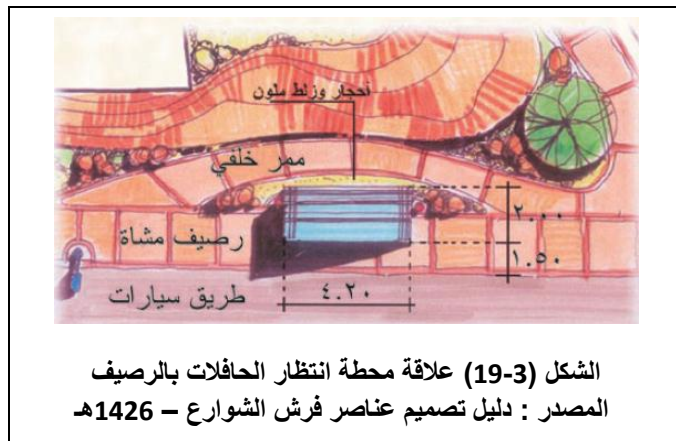 أحجار وزلط ملون
ممر خلفي
رصيف مشاة
طريق سيارات
٢.٠٠
١.٥٠
٤.٢٠
الشكل (3-19) علاقة محطة انتظار الحافلات بالرصيف
المصدر : دليل تصميم عناصر فرش الشوارع – 1426هـ